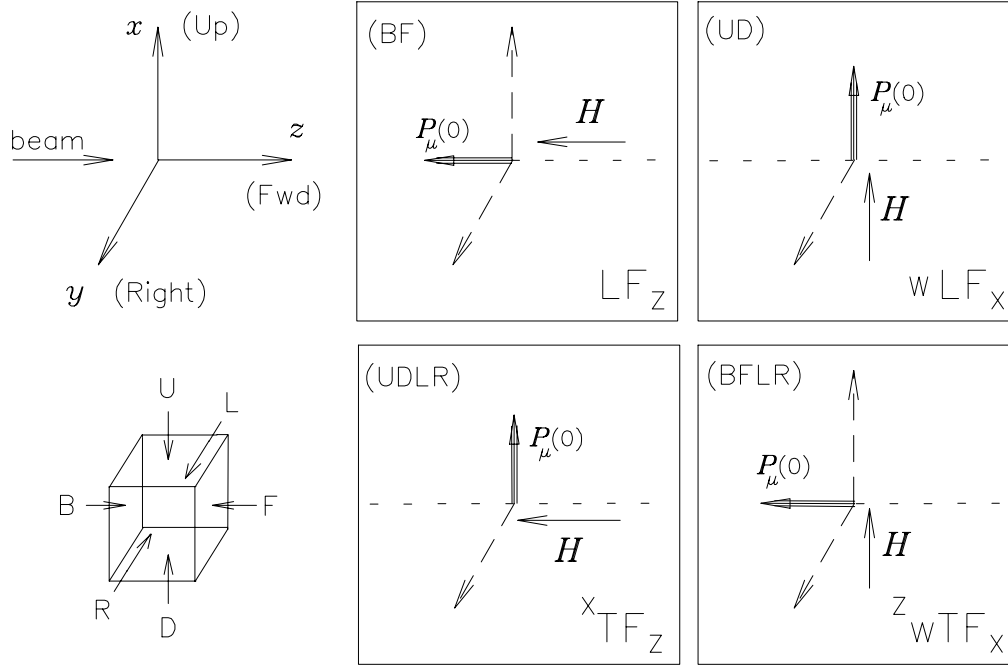 x (Up)
beam
z
(Fwd)
y (Right)
(BF)
P_μ(0)
H
LF_Z
(UD)
P_μ(0)
H
wLF_X
U
L
B
F
R
D
(UDLR)
P_μ(0)
H
^XTF_Z
(BFLR)
P_μ(0)
H
^Z wTF_X